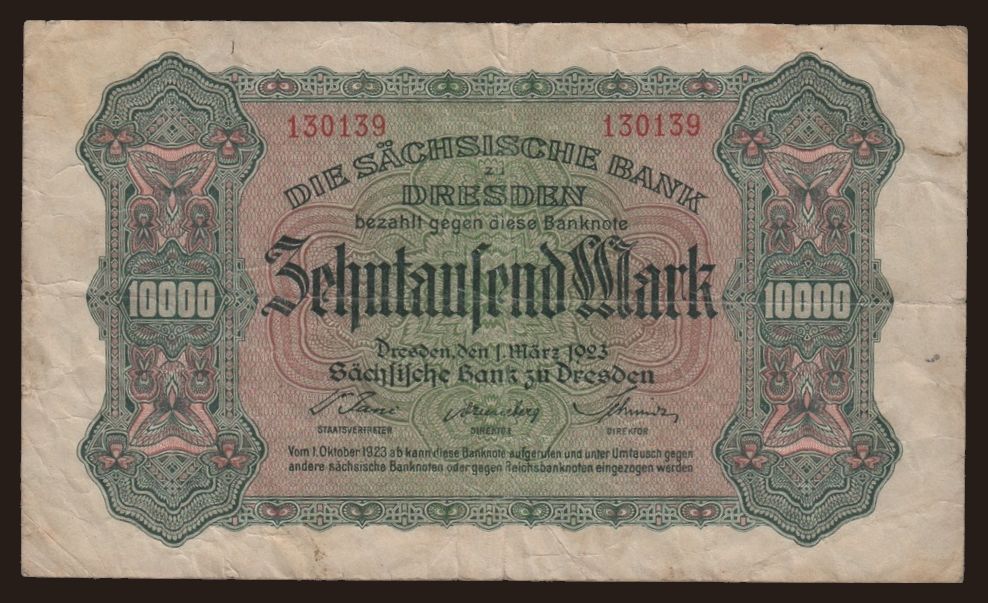 130139 130139
DIE SÄCHSISCHE BANK
zu
DRESDEN
bezahlt gegen diese Banknote
Zehntausend Mark
10000 10000
Dresden, den 1. März 1923
Sächsische Bank zu Dresden
STAATSVERTRETER DIREKTOR DIREKTOR
Vom 1. Oktober 1923 ab kann diese Banknote aufgerufen und unter Umtausch gegen
andere sächsische Banknoten oder gegen Reichsbanknoten eingezogen werden